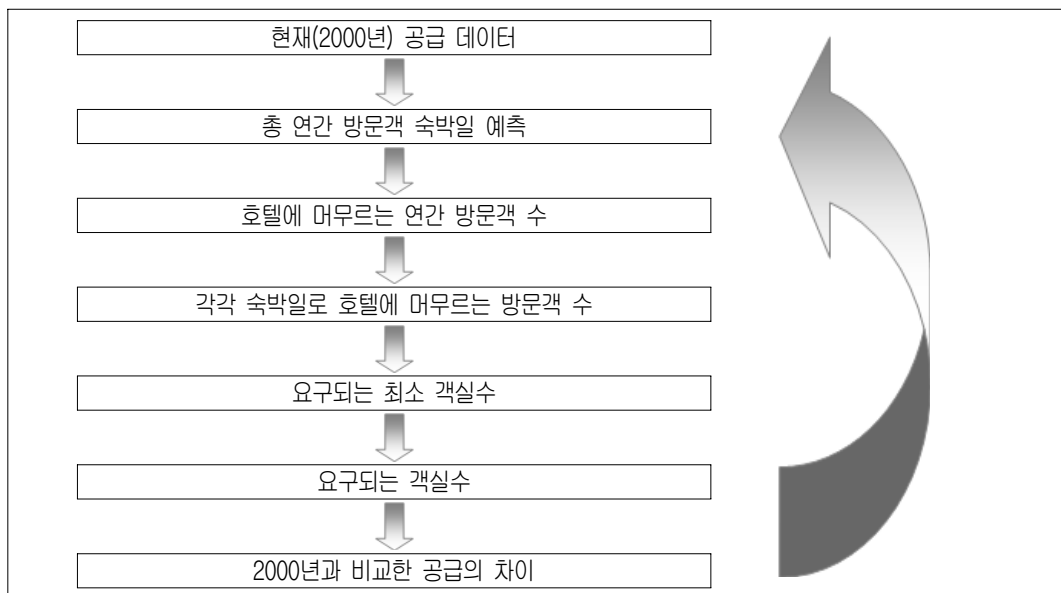 현재(2000년) 공급 데이터
총 연간 방문객 숙박일 예측
호텔에 머무르는 연간 방문객 수
각각 숙박일로 호텔에 머무르는 방문객 수
요구되는 최소 객실수
요구되는 객실수
2000년과 비교한 공급의 차이